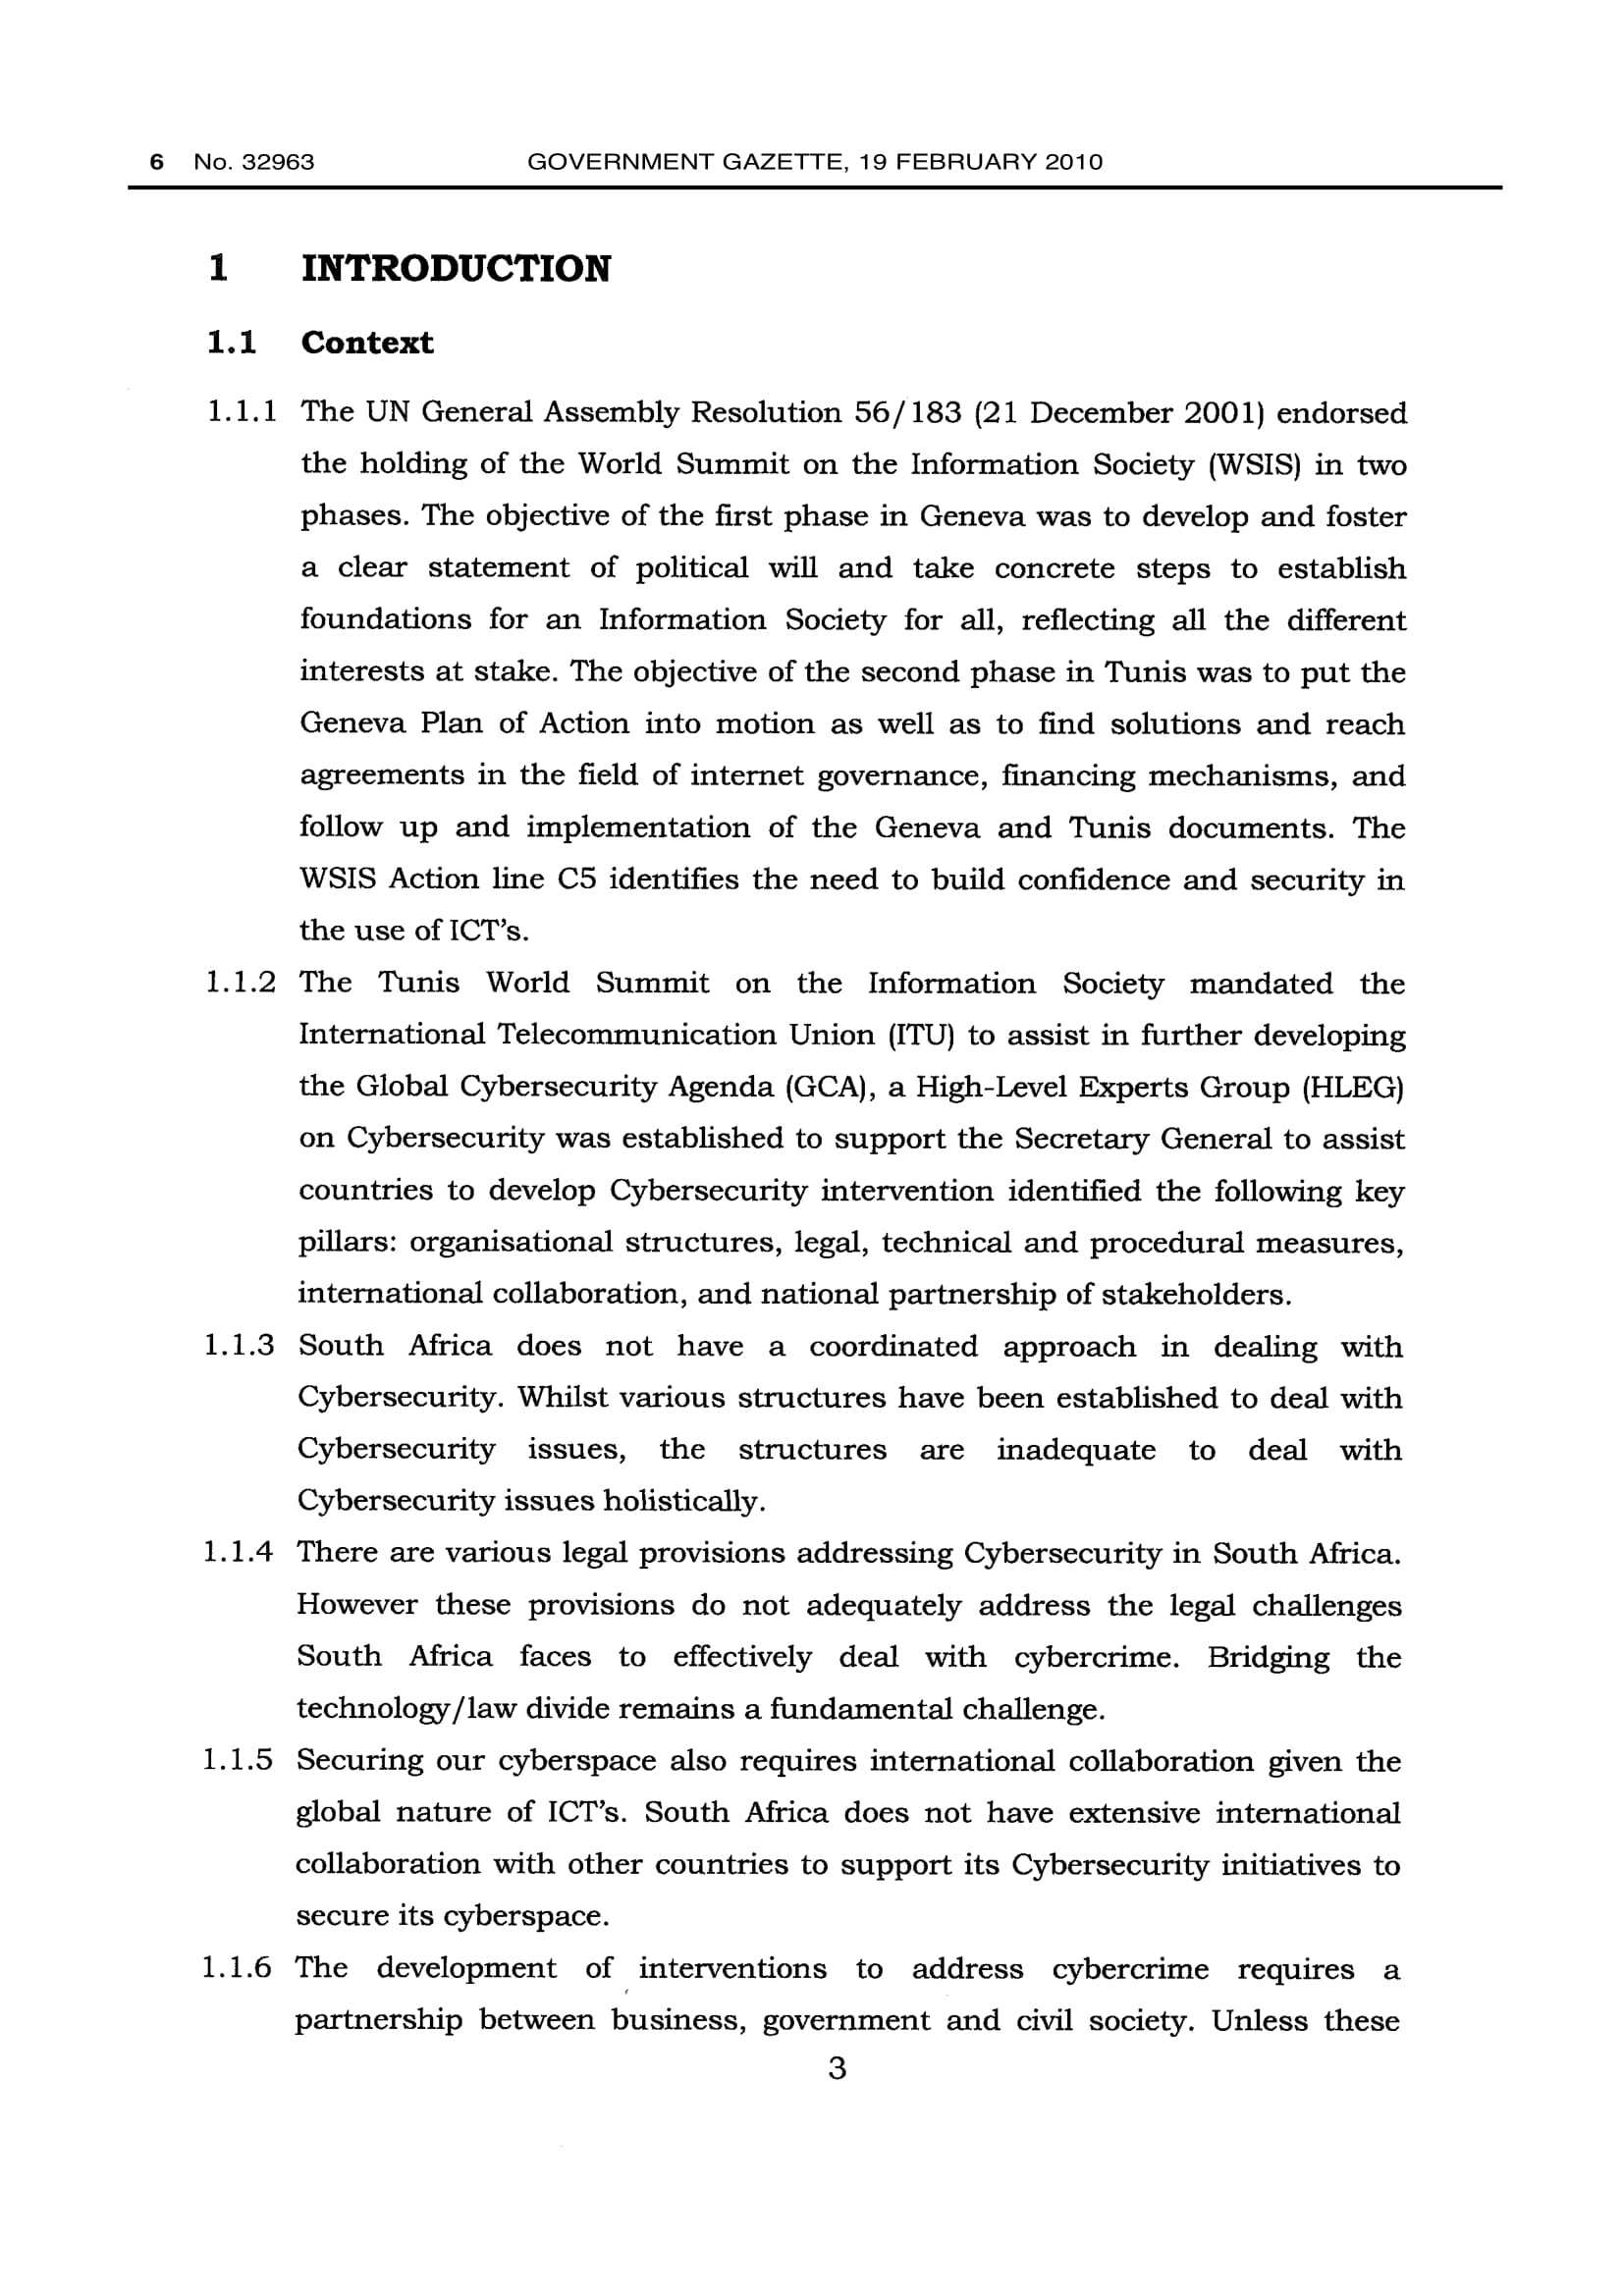 6 No. 32963 GOVERNMENT GAZETTE, 19 FEBRUARY 2010
1 INTRODUCTION
1.1 Context
1.1.1 The UN General Assembly Resolution 56/183 (21 December 2001) endorsed
the holding of the World Summit on the Information Society (WSIS) in two
phases. The objective of the first phase in Geneva was to develop and foster
a clear statement of political will and take concrete steps to establish
foundations for an Information Society for all, reflecting all the different
interests at stake. The objective of the second phase in Tunis was to put the
Geneva Plan of Action into motion as well as to find solutions and reach
agreements in the field of internet governance, financing mechanisms, and
follow up and implementation of the Geneva and Tunis documents. The
WSIS Action line C5 identifies the need to build confidence and security in
the use of ICT's.
1.1.2 The Tunis World Summit on the Information Society mandated the
International Telecommunication Union (ITU) to assist in further developing
the Global Cybersecurity Agenda (GCA), a High-Level Experts Group (HLEG)
on Cybersecurity was established to support the Secretary General to assist
countries to develop Cybersecurity intervention identified the following key
pillars: organisational structures, legal, technical and procedural measures,
international collaboration, and national partnership of stakeholders.
1.1.3 South Africa does not have a coordinated approach in dealing with
Cybersecurity. Whilst various structures have been established to deal with
Cybersecurity issues, the structures are inadequate to deal with
Cybersecurity issues holistically.
1.1.4 There are various legal provisions addressing Cybersecurity in South Africa.
However these provisions do not adequately address the legal challenges
South Africa faces to effectively deal with cybercrime. Bridging the
technology/law divide remains a fundamental challenge.
1.1.5 Securing our cyberspace also requires international collaboration given the
global nature of ICT's. South Africa does not have extensive international
collaboration with other countries to support its Cybersecurity initiatives to
secure its cyberspace.
1.1.6 The development of interventions to address cybercrime requires a
partnership between business, government and civil society. Unless these
3